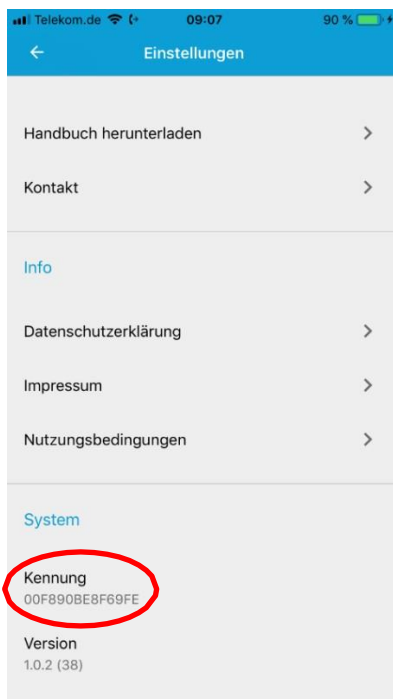 Telekom.de 09:07 90 %
Einstellungen
Handbuch herunterladen
Kontakt
Info
Datenschutzerklärung
Impressum
Nutzungsbedingungen
System
Kennung
00F890BE8F69FE
Version
1.0.2 (38)